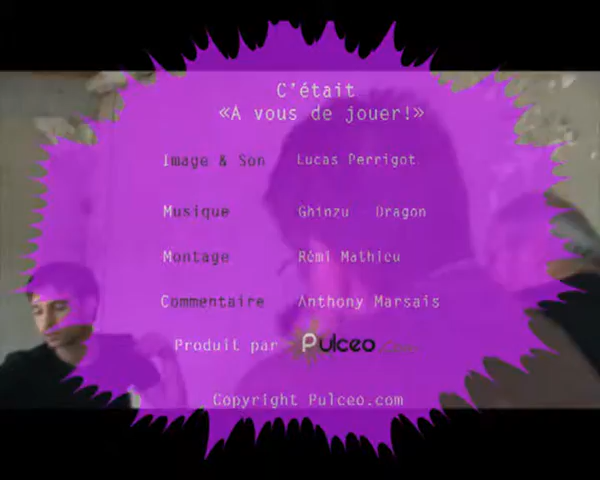 C'était
«A vous de jouer!»
Image & Son Lucas Perrigot
Musique Ghinzu Dragon
Montage Rémi Mathieu
Commentaire Anthony Marsais
Produit par Pulceo.com
Copyright Pulceo.com